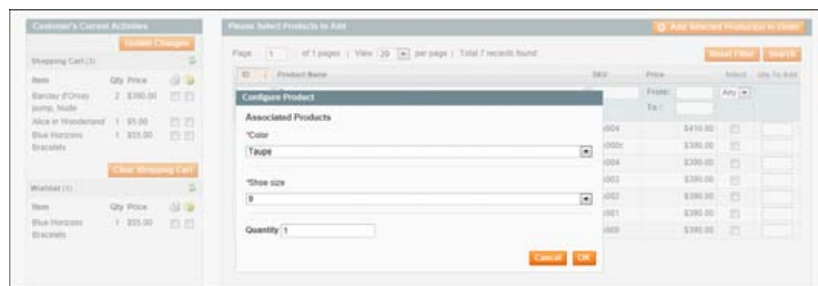 Customer's Current Activities
Update Changes
Shopping Cart (3)
Item Qty Price
Barclay d'Orsay pump, Nude 2 $390.00
Alice in Wonderland 1 $5.00
Blue Horizons Bracelets 1 $55.00
Clear Shopping Cart
Wishlist (1)
Item Qty Price
Blue Horizons Bracelets 1 $55.00
Please Select Products to Add
Add Selected Product(s) to Order
Page 1 of 1 pages | View 20 per page | Total 7 records found
Reset Filter Search
ID Product Name SKU Price Select Qty To Add
From: Any
To :
$410.00
$390.00
$390.00
$390.00
$390.00
$390.00
$390.00
Configure Product
Associated Products
*Color
Taupe
*Shoe size
9
Quantity 1
Cancel OK